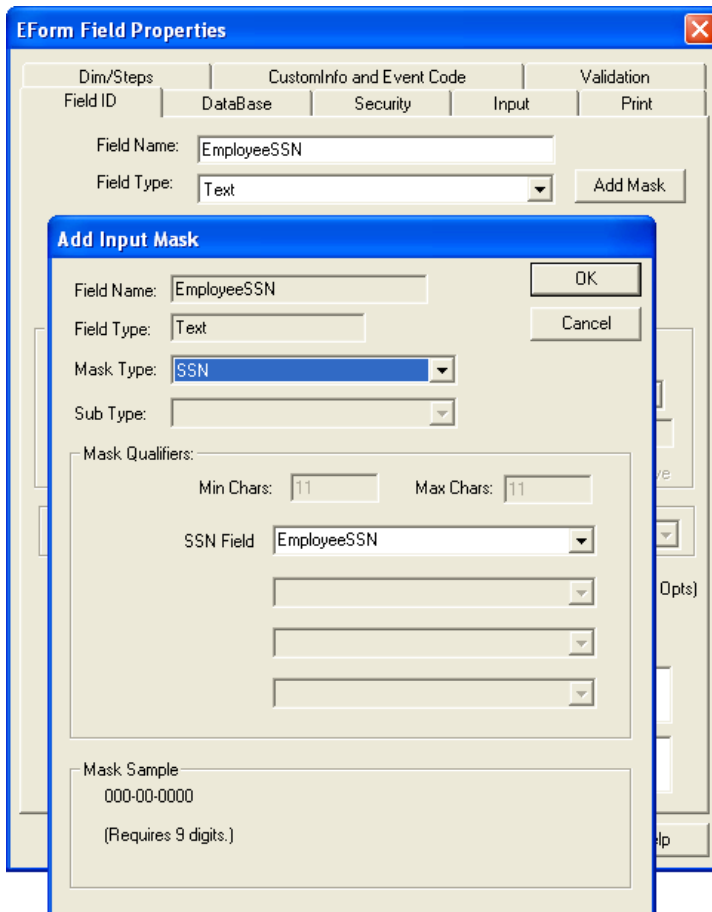 EForm Field Properties
Dim/Steps CustomInfo and Event Code Validation
Field ID DataBase Security Input Print
Field Name: EmployeeSSN
Field Type: Text Add Mask
Add Input Mask
Field Name: EmployeeSSN OK
Field Type: Text Cancel
Mask Type: SSN
Sub Type:
Mask Qualifiers:
Min Chars: 11 Max Chars: 11
SSN Field EmployeeSSN
Opts)
Mask Sample
000-00-0000
(Requires 9 digits.)